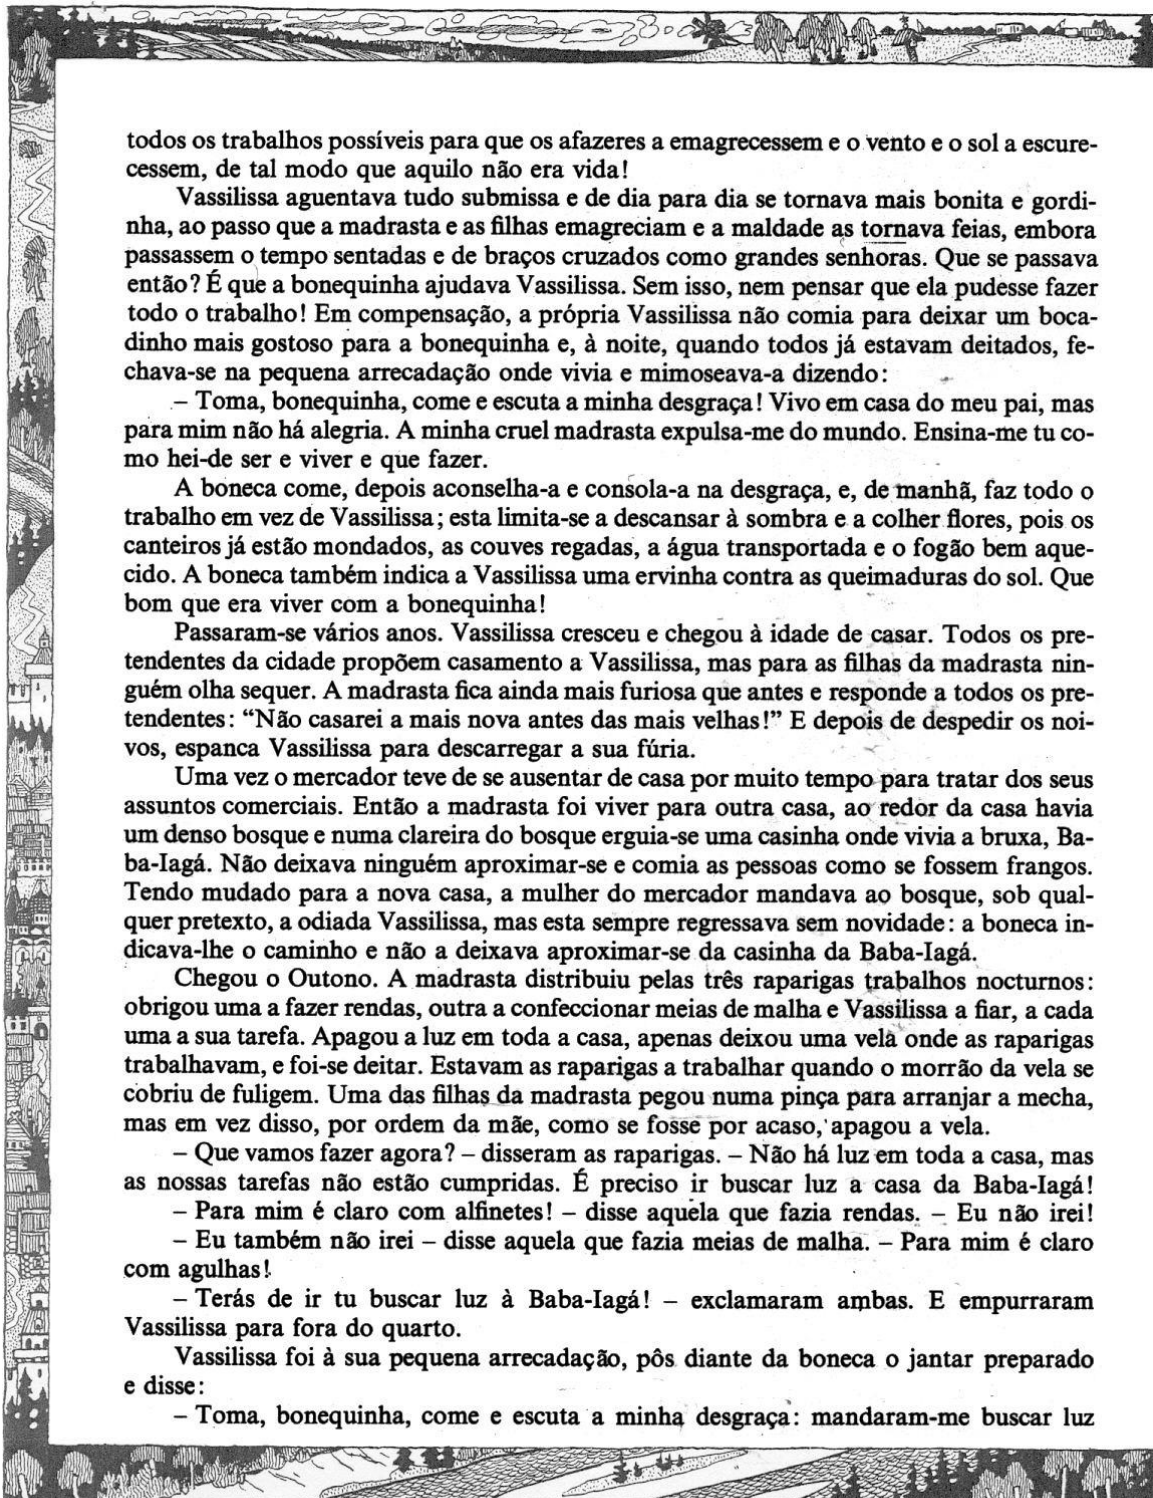 todos os trabalhos possíveis para que os afazeres a emagrecessem e o vento e o sol a escure-
cessem, de tal modo que aquilo não era vida!
Vassilissa aguentava tudo submissa e de dia para dia se tornava mais bonita e gordi-
nha, ao passo que a madrasta e as filhas emagreciam e a maldade as tornava feias, embora
passassem o tempo sentadas e de braços cruzados como grandes senhoras. Que se passava
então? É que a bonequinha ajudava Vassilissa. Sem isso, nem pensar que ela pudesse fazer
todo o trabalho! Em compensação, a própria Vassilissa não comia para deixar um boca-
dinho mais gostoso para a bonequinha e, à noite, quando todos já estavam deitados, fe-
chava-se na pequena arrecadação onde vivia e mimoseava-a dizendo:
– Toma, bonequinha, come e escuta a minha desgraça! Vivo em casa do meu pai, mas
para mim não há alegria. A minha cruel madrasta expulsa-me do mundo. Ensina-me tu co-
mo hei-de ser e viver e que fazer.
A boneca come, depois aconselha-a e consola-a na desgraça, e, de manhã, faz todo o
trabalho em vez de Vassilissa; esta limita-se a descansar à sombra e a colher flores, pois os
canteiros já estão mondados, as couves regadas, a água transportada e o fogão bem aque-
cido. A boneca também indica a Vassilissa uma ervinha contra as queimaduras do sol. Que
bom que era viver com a bonequinha!
Passaram-se vários anos. Vassilissa cresceu e chegou à idade de casar. Todos os pre-
tendentes da cidade propõem casamento a Vassilissa, mas para as filhas da madrasta nin-
guém olha sequer. A madrasta fica ainda mais furiosa que antes e responde a todos os pre-
tendentes: “Não casarei a mais nova antes das mais velhas!” E depois de despedir os noi-
vos, espanca Vassilissa para descarregar a sua fúria.
Uma vez o mercador teve de se ausentar de casa por muito tempo para tratar dos seus
assuntos comerciais. Então a madrasta foi viver para outra casa, ao redor da casa havia
um denso bosque e numa clareira do bosque erguia-se uma casinha onde vivia a bruxa, Ba-
ba-Iagá. Não deixava ninguém aproximar-se e comia as pessoas como se fossem frangos.
Tendo mudado para a nova casa, a mulher do mercador mandava ao bosque, sob qual-
quer pretexto, a odiada Vassilissa, mas esta sempre regressava sem novidade: a boneca in-
dicava-lhe o caminho e não a deixava aproximar-se da casinha da Baba-Iagá.
Chegou o Outono. A madrasta distribuiu pelas três raparigas trabalhos nocturnos:
obrigou uma a fazer rendas, outra a confeccionar meias de malha e Vassilissa a fiar, a cada
uma a sua tarefa. Apagou a luz em toda a casa, apenas deixou uma vela onde as raparigas
trabalhavam, e foi-se deitar. Estavam as raparigas a trabalhar quando o morrão da vela se
cobriu de fuligem. Uma das filhas da madrasta pegou numa pinça para arranjar a mecha,
mas em vez disso, por ordem da mãe, como se fosse por acaso, apagou a vela.
– Que vamos fazer agora? – disseram as raparigas. – Não há luz em toda a casa, mas
as nossas tarefas não estão cumpridas. É preciso ir buscar luz a casa da Baba-Iagá!
– Para mim é claro com alfinetes! – disse aquela que fazia rendas. – Eu não irei!
– Eu também não irei – disse aquela que fazia meias de malha. – Para mim é claro
com agulhas!
– Terás de ir tu buscar luz à Baba-Iagá! – exclamaram ambas. E empurraram
Vassilissa para fora do quarto.
Vassilissa foi à sua pequena arrecadação, pôs diante da boneca o jantar preparado
e disse:
– Toma, bonequinha, come e escuta a minha desgraça: mandaram-me buscar luz